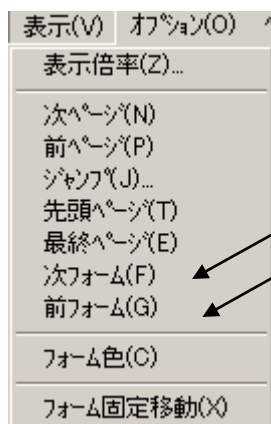 表示(V) ｵﾌﾟｼｮﾝ(O)
表示倍率(Z)...
次ﾍﾟｰｼﾞ(N)
前ﾍﾟｰｼﾞ(P)
ｼﾞｬﾝﾌﾟ(J)...
先頭ﾍﾟｰｼﾞ(T)
最終ﾍﾟｰｼﾞ(E)
次ﾌｫｰﾑ(F)
前ﾌｫｰﾑ(G)
ﾌｫｰﾑ色(C)
ﾌｫｰﾑ固定移動(X)